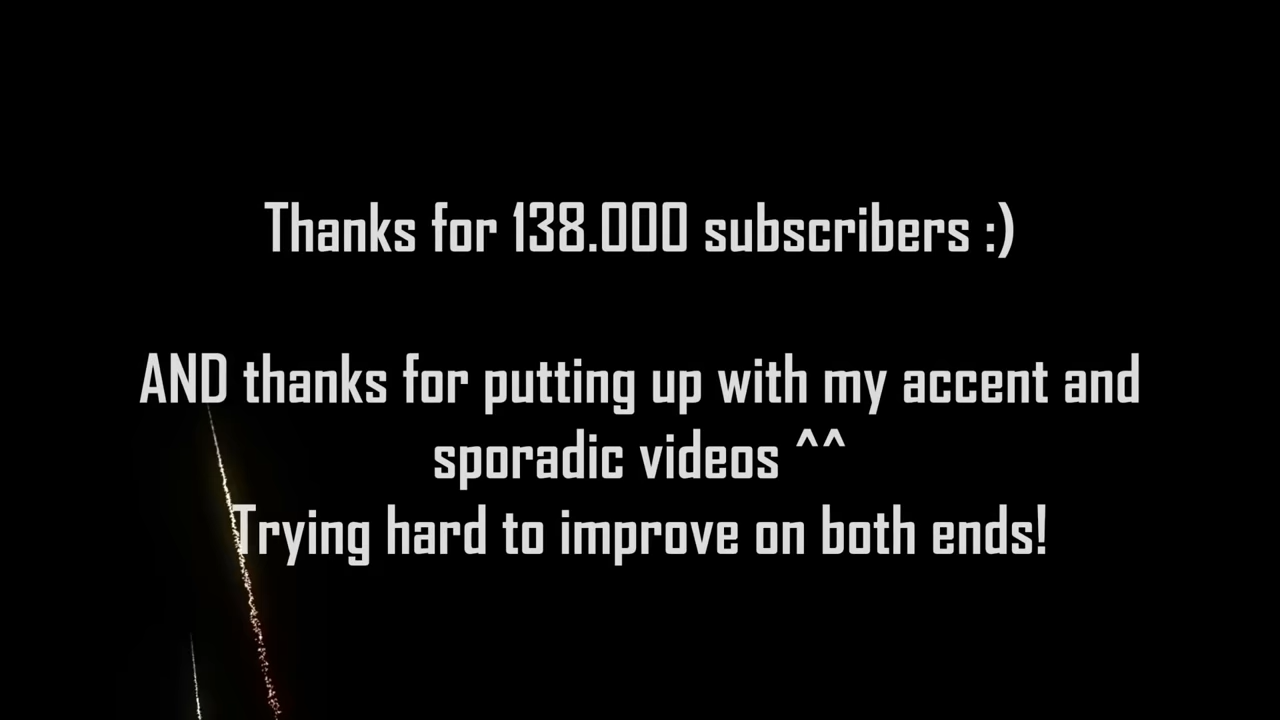 Thanks for 138.000 subscribers :)
AND thanks for putting up with my accent and
sporadic videos ^^
Trying hard to improve on both ends!